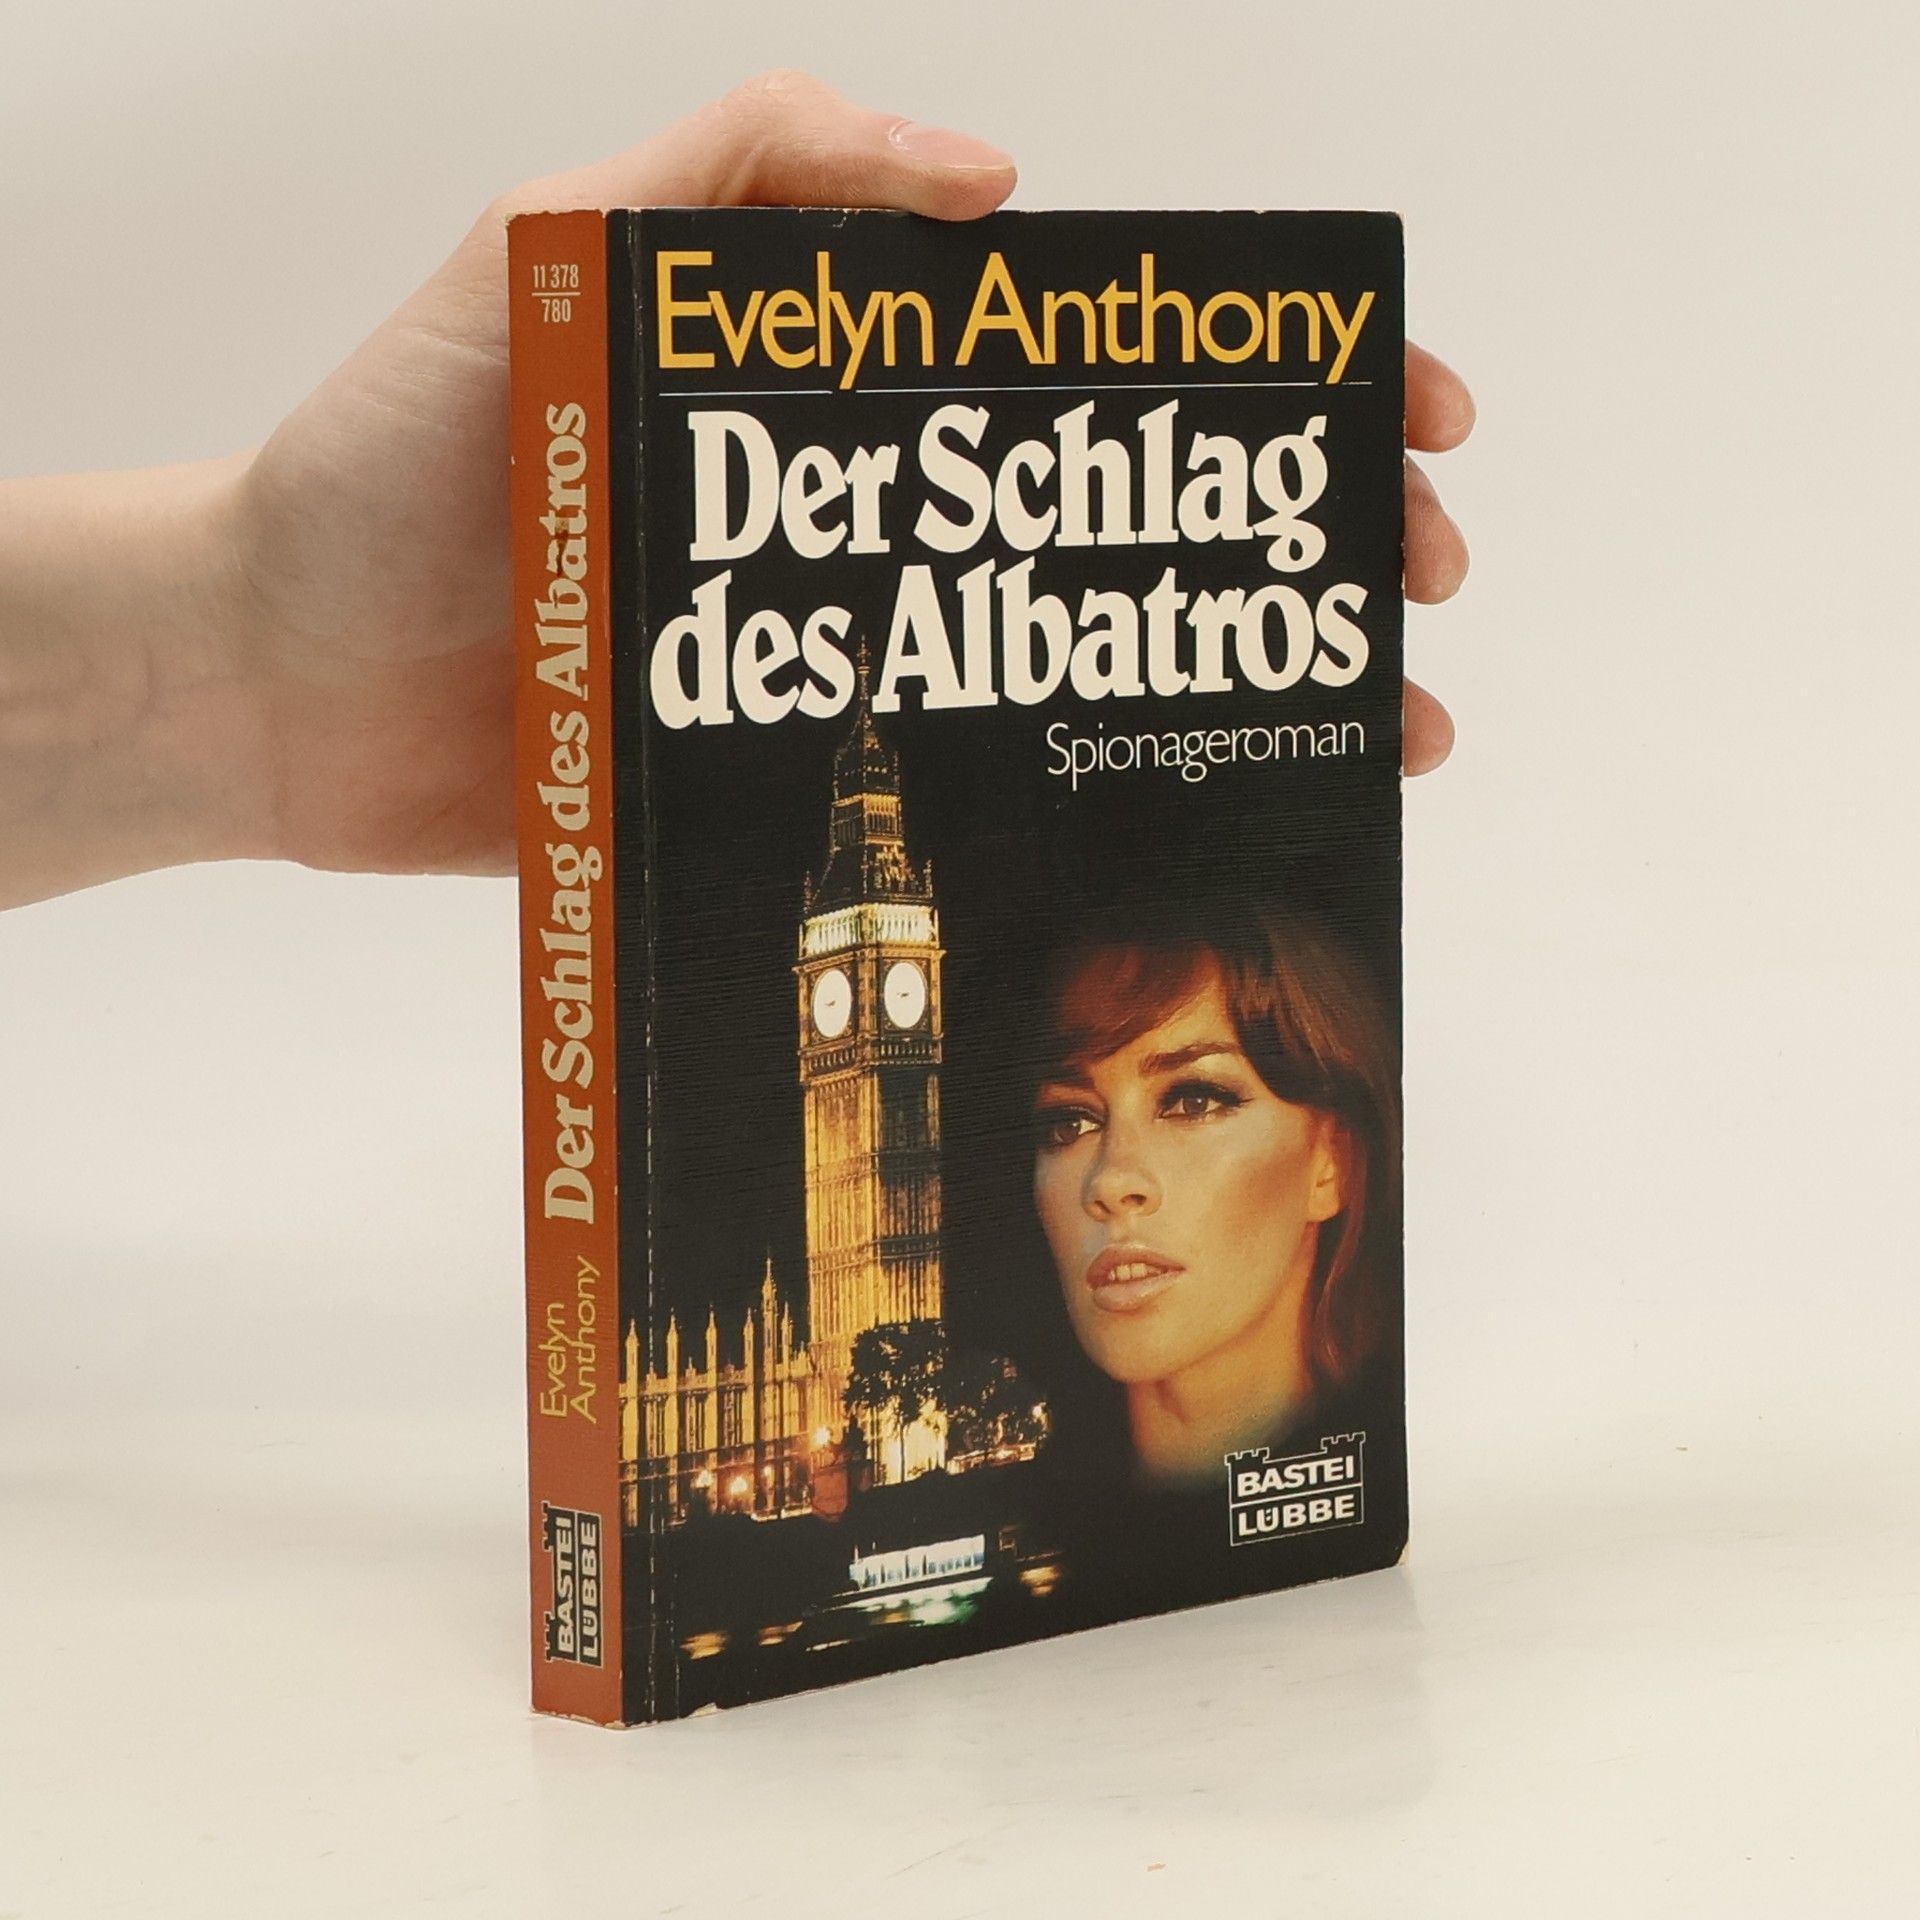 11 378
780
Der Schlag des Albatros
Evelyn
Anthony
BASTEI
LÜBBE
Evelyn Anthony
Der Schlag
des Albatros
Spionageroman
BASTEI
LÜBBE